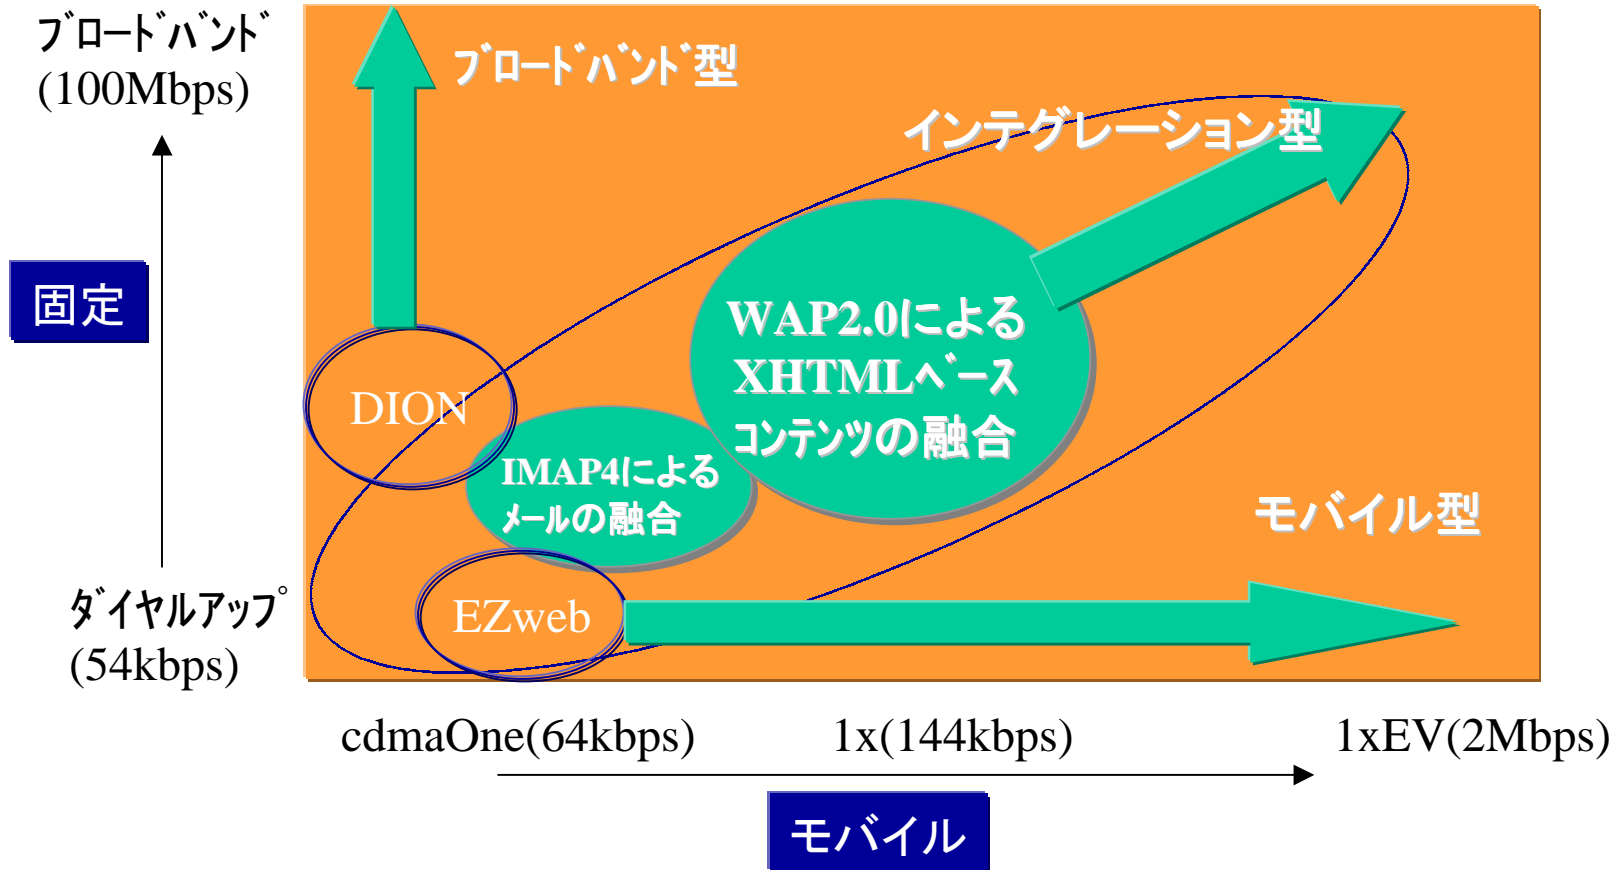 ﾌﾞﾛｰﾄﾞﾊﾞﾝﾄﾞ
(100Mbps)
ﾌﾞﾛｰﾄﾞﾊﾞﾝﾄﾞ型
インテグレーション型
固定
WAP2.0による
XHTMLﾍﾞｰｽ
ｺﾝﾃﾝﾂの融合
DION
IMAP4による
ﾒｰﾙの融合
モバイル型
EZweb
ﾀﾞｲヤﾙｱｯﾌﾟ
(54kbps)
cdmaOne(64kbps)
1x(144kbps)
1xEV(2Mbps)
モバイル